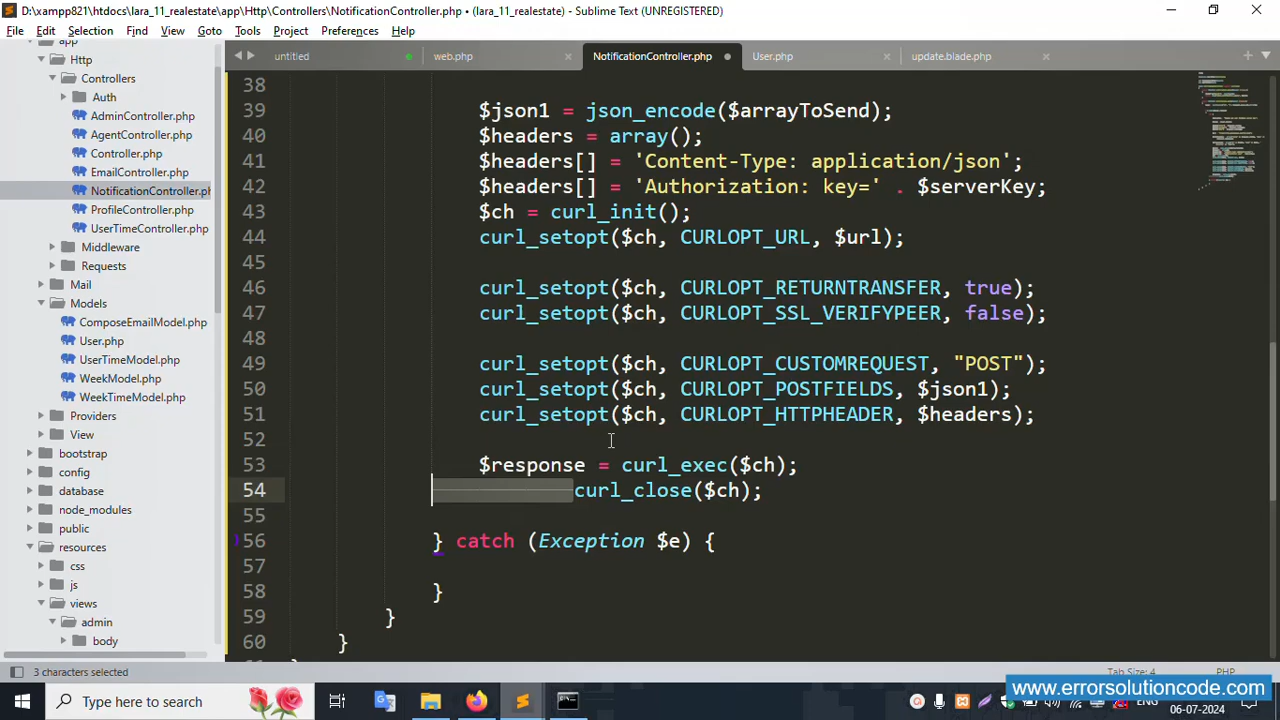 D:\xampp821\htdocs\lara_11_realestate\app\Http\Controllers\NotificationController.php • (lara_11_realestate) - Sublime Text (UNREGISTERED)
File Edit Selection Find View Goto Tools Project Preferences Help
untitled web.php NotificationController.php User.php update.blade.php
app
Http
Controllers
Auth
AdminController.php
AgentController.php
Controller.php
EmailController.php
NotificationController.ph
ProfileController.php
UserTimeController.php
Middleware
Requests
Mail
Models
ComposeEmailModel.php
User.php
UserTimeModel.php
WeekModel.php
WeekTimeModel.php
Providers
View
bootstrap
config
database
node_modules
public
resources
css
js
views
admin
body
38
39 $json1 = json_encode($arrayToSend);
40 $headers = array();
41 $headers[] = 'Content-Type: application/json';
42 $headers[] = 'Authorization: key=' . $serverKey;
43 $ch = curl_init();
44 curl_setopt($ch, CURLOPT_URL, $url);
45
46 curl_setopt($ch, CURLOPT_RETURNTRANSFER, true);
47 curl_setopt($ch, CURLOPT_SSL_VERIFYPEER, false);
48
49 curl_setopt($ch, CURLOPT_CUSTOMREQUEST, "POST");
50 curl_setopt($ch, CURLOPT_POSTFIELDS, $json1);
51 curl_setopt($ch, CURLOPT_HTTPHEADER, $headers);
52
53 $response = curl_exec($ch);
54 curl_close($ch);
55
56 } catch (Exception $e) {
57
58 }
59 }
60 }
3 characters selected
Tab Size: 4 PHP
Type here to search
www.errorsolutioncode.com
ENG
06-07-2024